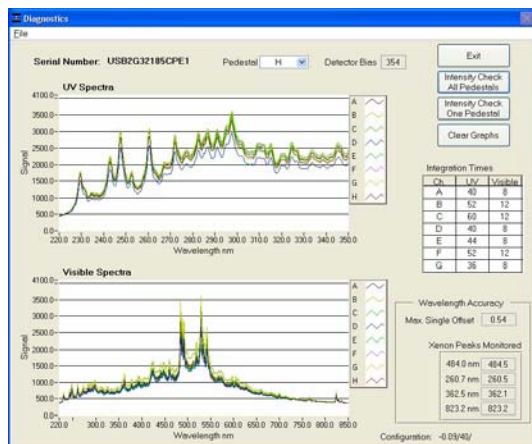 Diagnostics
File
Serial Number: USB2G32185CPE1 Pedestal H Detector Bias 354
Exit
Intensity Check All Pedestals
Intensity Check One Pedestal
Clear Graphs
UV Spectra
Signal
4100.0
3500.0
3000.0
2500.0
2000.0
1500.0
1000.0
500.0
0.0
220.0 230.0 240.0 250.0 260.0 270.0 280.0 290.0 300.0 310.0 320.0 330.0 340.0 350.0
Wavelength nm
A
B
C
D
E
F
G
H
Integration Times
Ch. UV Visible
A 40 8
B 52 12
C 60 12
D 40 8
E 44 8
F 52 12
G 36 8
Visible Spectra
Signal
4100.0
3500.0
3000.0
2500.0
2000.0
1500.0
1000.0
500.0
0.0
220.0 300.0 350.0 400.0 450.0 500.0 550.0 600.0 650.0 700.0 750.0 800.0 850.0
Wavelength nm
A
B
C
D
E
F
G
H
Wavelength Accuracy
Max. Single Offset 0.54
Xenon Peaks Monitored
484.0 nm 484.5
260.7 nm 260.5
362.5 nm 362.1
823.2 nm 823.2
Configuration: -0.09/40/